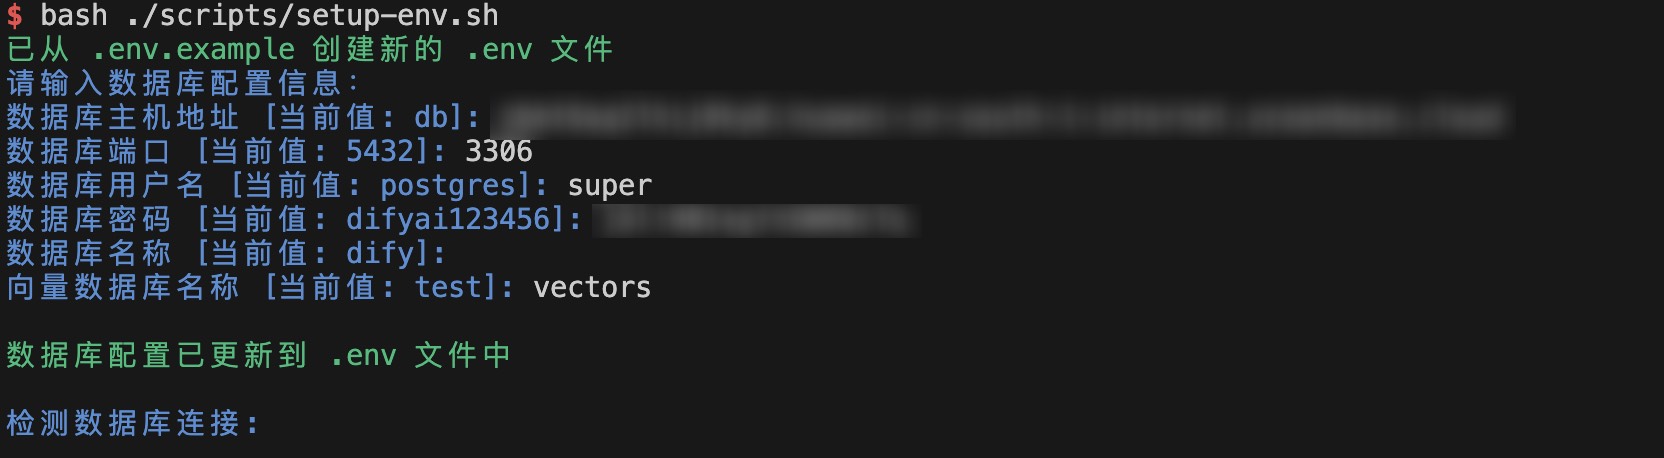 $ bash ./scripts/setup-env.sh
已从 .env.example 创建新的 .env 文件
请输入数据库配置信息:
数据库主机地址 [当前值: db]:
数据库端口 [当前值: 5432]: 3306
数据库用户名 [当前值: postgres]: super
数据库密码 [当前值: difyai123456]:
数据库名称 [当前值: dify]:
向量数据库名称 [当前值: test]: vectors
数据库配置已更新到 .env 文件中
检测数据库连接: